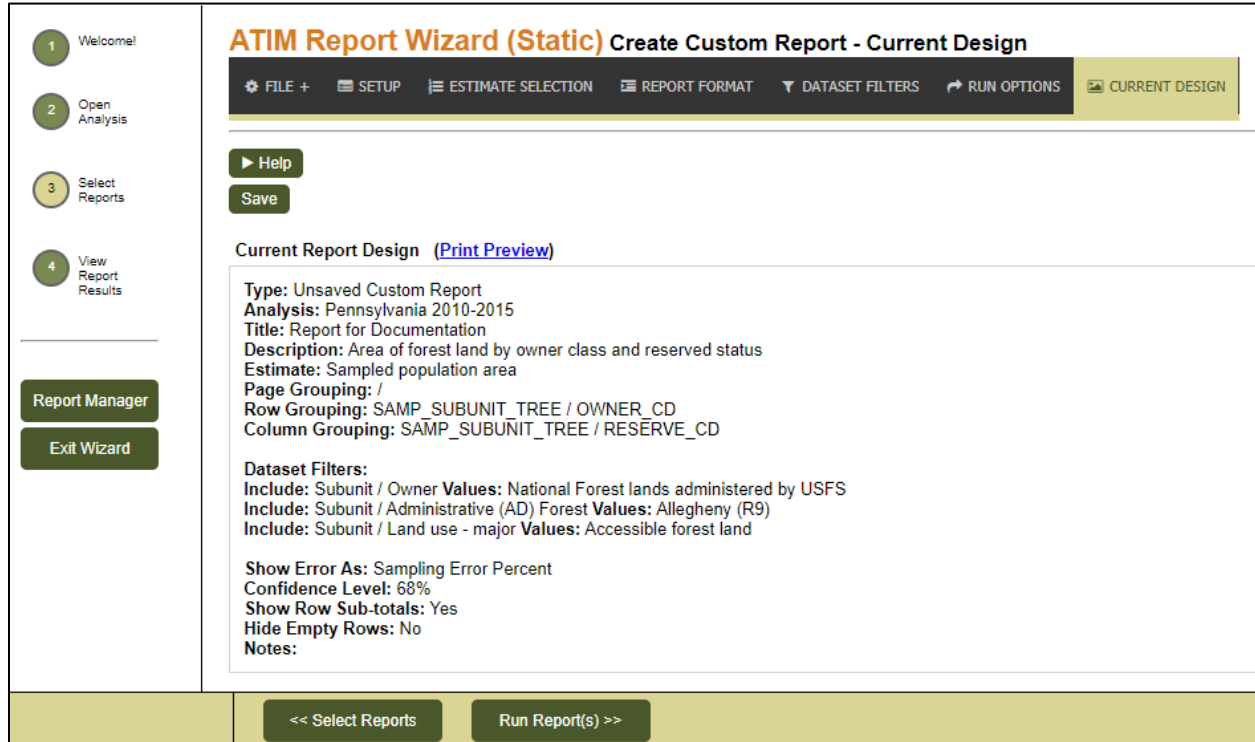 1 Welcome!
2 Open
Analysis
3 Select
Reports
4 View
Report
Results
Report Manager
Exit Wizard
ATIM Report Wizard (Static) Create Custom Report - Current Design
FILE + SETUP ESTIMATE SELECTION REPORT FORMAT DATASET FILTERS RUN OPTIONS CURRENT DESIGN
Help
Save
Current Report Design (Print Preview)
Type: Unsaved Custom Report
Analysis: Pennsylvania 2010-2015
Title: Report for Documentation
Description: Area of forest land by owner class and reserved status
Estimate: Sampled population area
Page Grouping: /
Row Grouping: SAMP_SUBUNIT_TREE / OWNER_CD
Column Grouping: SAMP_SUBUNIT_TREE / RESERVE_CD
Dataset Filters:
Include: Subunit / Owner Values: National Forest lands administered by USFS
Include: Subunit / Administrative (AD) Forest Values: Allegheny (R9)
Include: Subunit / Land use - major Values: Accessible forest land
Show Error As: Sampling Error Percent
Confidence Level: 68%
Show Row Sub-totals: Yes
Hide Empty Rows: No
Notes:
<< Select Reports Run Report(s) >>